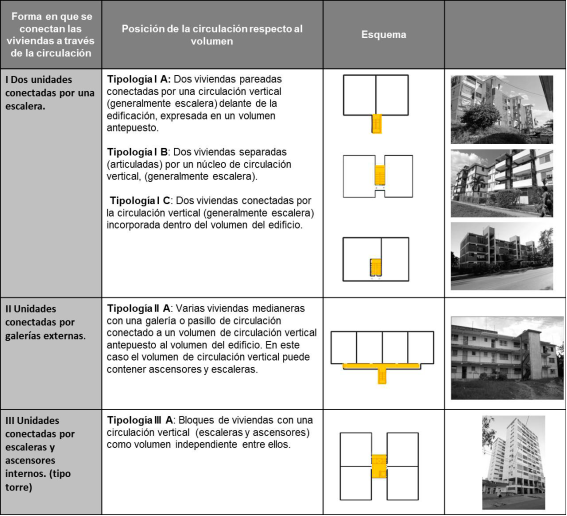 Forma en que se
conectan las
viviendas a través
de la circulación
Posición de la circulación respecto al
volumen
Esquema
I Dos unidades
conectadas por una
escalera.
Tipología I A: Dos viviendas pareadas
conectadas por una circulación vertical
(generalmente escalera) delante de la
edificación, expresada en un volumen
antepuesto.
Tipología I B: Dos viviendas separadas
(articuladas) por un núcleo de circulación
vertical, (generalmente escalera).
Tipología I C: Dos viviendas conectadas por
la circulación vertical (generalmente escalera)
incorporada dentro del volumen del edificio.
II Unidades
conectadas por
galerías externas.
Tipología II A: Varias viviendas medianeras
con una galería o pasillo de circulación
conectado a un volumen de circulación vertical
antepuesto al volumen del edificio. En este
caso el volumen de circulación vertical puede
contener ascensores y escaleras.
III Unidades
conectadas por
escaleras y
ascensores
internos. (tipo
torre)
Tipología III A: Bloques de viviendas con una
circulación vertical (escaleras y ascensores)
como volumen independiente entre ellos.